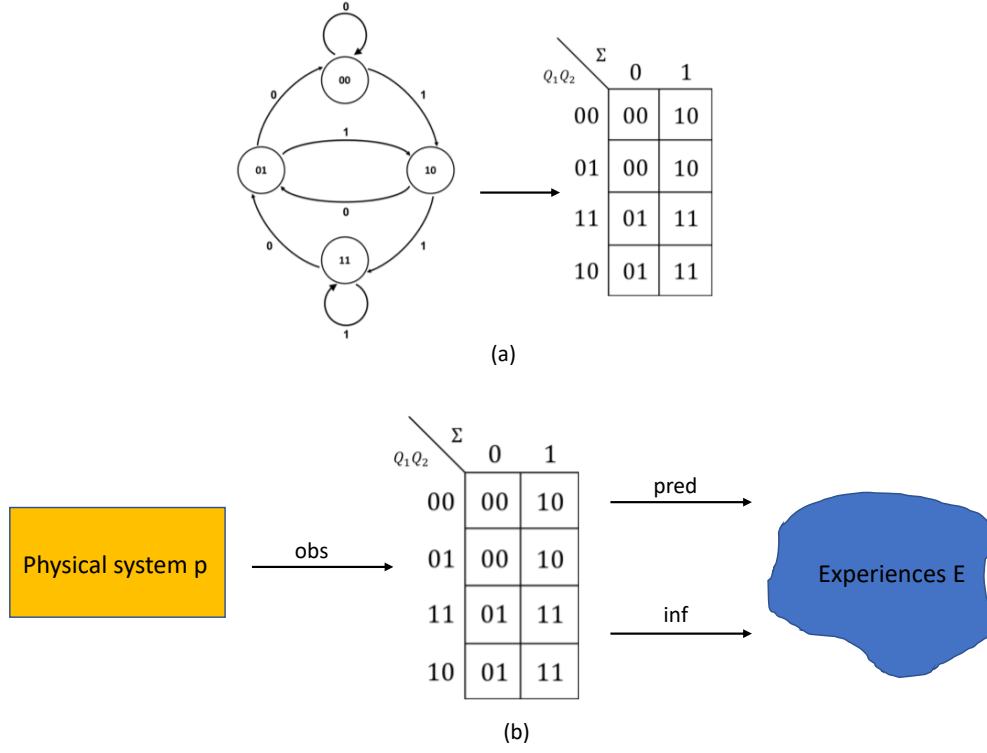 0
00
0
1
1
01
10
0
0
1
11
1
Σ
Q₁Q₂ 0 1
00 00 10
01 00 10
11 01 11
10 01 11
(a)
Σ
Q₁Q₂ 0 1
00 00 10
01 00 10
11 01 11
10 01 11
Physical system p
obs
pred
inf
Experiences E
(b)